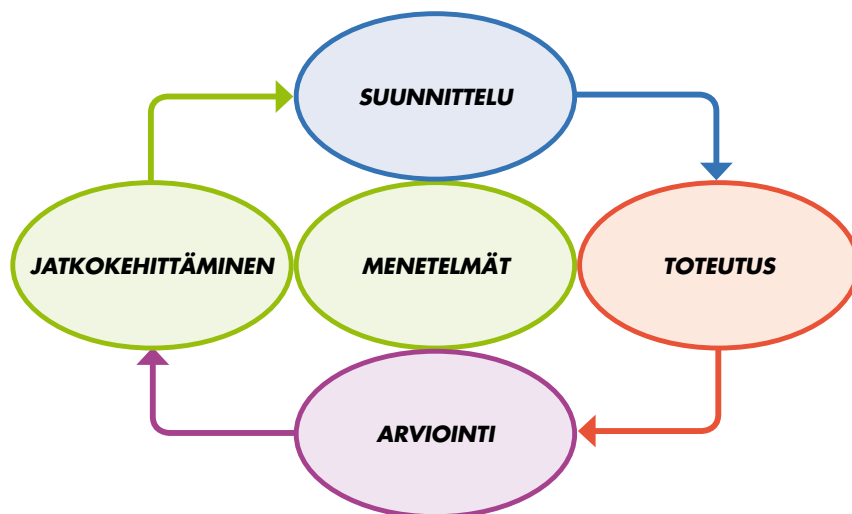 SUUNNITTELU
JATKOKEHITTÄMINEN
MENETELMÄT
TOTEUTUS
ARVIOINTI